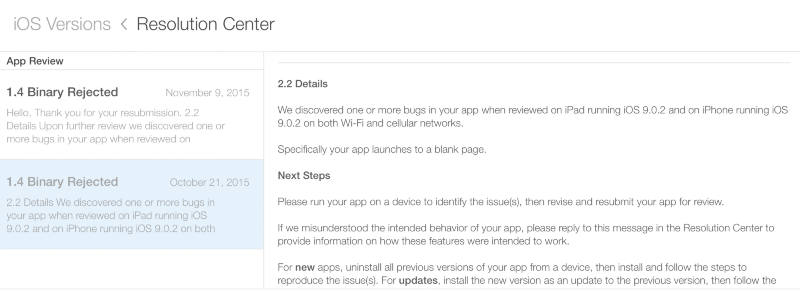 iOS Versions < Resolution Center
App Review
1.4 Binary Rejected November 9, 2015
Hello, Thank you for your resubmission. 2.2
Details Upon further review we discovered one or
more bugs in your app when reviewed on
1.4 Binary Rejected October 21, 2015
2.2 Details We discovered one or more bugs in
your app when reviewed on iPad running iOS
9.0.2 and on iPhone running iOS 9.0.2 on both
2.2 Details
We discovered one or more bugs in your app when reviewed on iPad running iOS 9.0.2 and on iPhone running iOS
9.0.2 on both Wi-Fi and cellular networks.
Specifically your app launches to a blank page.
Next Steps
Please run your app on a device to identify the issue(s), then revise and resubmit your app for review.
If we misunderstood the intended behavior of your app, please reply to this message in the Resolution Center to
provide information on how these features were intended to work.
For new apps, uninstall all previous versions of your app from a device, then install and follow the steps to
reproduce the issue(s). For updates, install the new version as an update to the previous version, then follow the